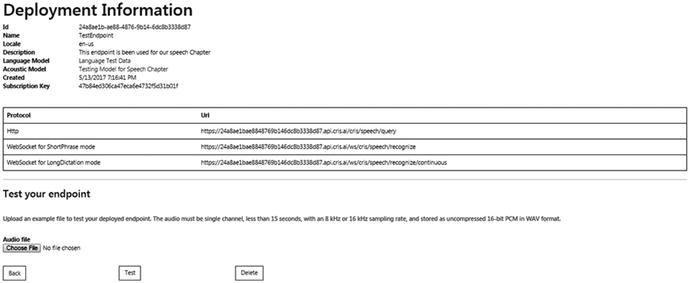 Deployment Information
Id 24a8ae1b-ae88-4876-9b14-6dc8b3338d87
Name TestEndpoint
Locale en-us
Description This endpoint is been used for our speech Chapter
Language Model Language Test Data
Acoustic Model Testing Model for Speech Chapter
Created 5/13/2017 7:16:41 PM
Subscription Key 47b84ed306ca47eca6e4732f5d31b01f
Protocol Url
Http https://24a8ae1bae8848769b146dc8b3338d87.api.cris.ai/cris/speech/query
WebSocket for ShortPhrase mode https://24a8ae1bae8848769b146dc8b3338d87.api.cris.ai/ws/cris/speech/recognize
WebSocket for LongDictation mode https://24a8ae1bae8848769b146dc8b3338d87.api.cris.ai/ws/cris/speech/recognize/continuous
Test your endpoint
Upload an example file to test your deployed endpoint. The audio must be single channel, less than 15 seconds, with an 8 kHz or 16 kHz sampling rate, and stored as uncompressed 16-bit PCM in WAV format.
Audio file
Choose File No file chosen
Back Test Delete